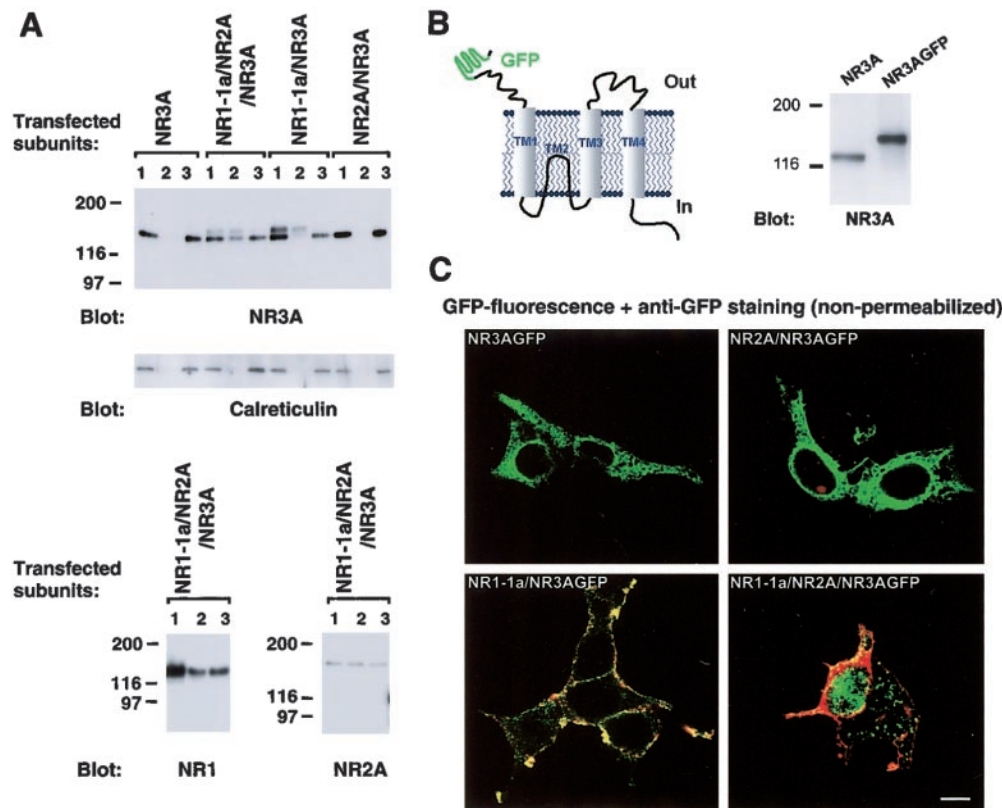 A
Transfected subunits:
NR3A
NR1-1a/NR2A /NR3A
NR1-1a/NR3A
NR2A/NR3A
1 2 3 1 2 3 1 2 3 1 2 3
200
116
97
Blot: NR3A
Blot: Calreticulin
Transfected subunits:
NR1-1a/NR2A /NR3A
NR1-1a/NR2A /NR3A
1 2 3
1 2 3
200
116
97
200
116
97
Blot: NR1 NR2A
B
GFP
Out
TM1
TM2
TM3
TM4
In
NR3A
NR3AGFP
200
116
Blot: NR3A
C
GFP-fluorescence + anti-GFP staining (non-permeabilized)
NR3AGFP
NR2A/NR3AGFP
NR1-1a/NR3AGFP
NR1-1a/NR2A/NR3AGFP